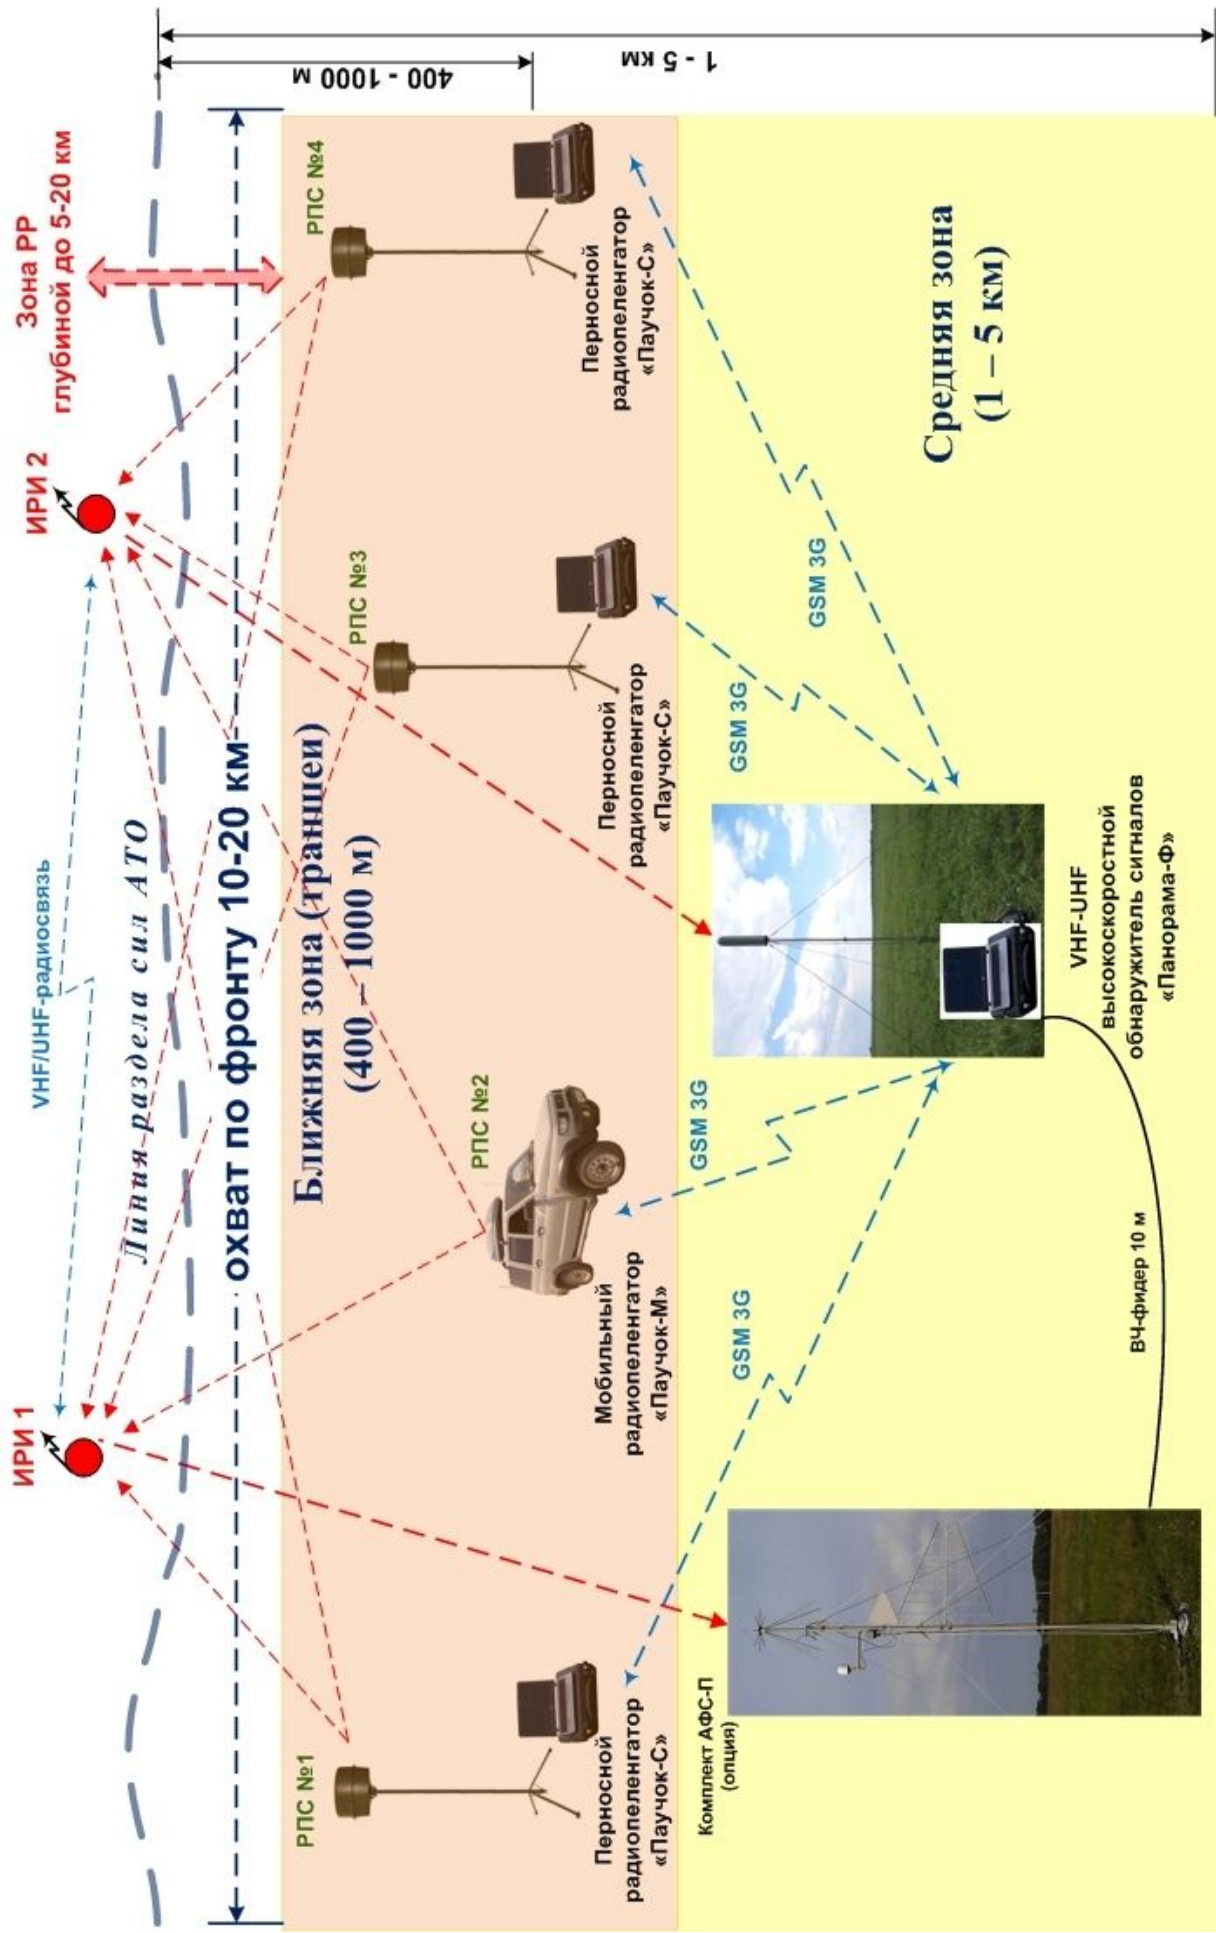 ИРИ 1
VHF/UHF-радиосвязь
ИРИ 2
Зона РР
глубиной до 5-20 км
Линия раздела сил АТО
охват по фронту 10-20 км
400 - 1000 м
1 - 5 км
Ближняя зона (траншеи)
(400 – 1000 м)
РПС №1
Перносной
радиопеленгатор
«Паучок-С»
РПС №2
Мобильный
радиопеленгатор
«Паучок-М»
РПС №3
Перносной
радиопеленгатор
«Паучок-С»
РПС №4
Перносной
радиопеленгатор
«Паучок-С»
GSM 3G
GSM 3G
GSM 3G
GSM 3G
Средняя зона
(1 – 5 км)
Комплект АФС-П
(опция)
ВЧ-фидер 10 м
VHF-UHF
высокоскоростной
обнаружитель сигналов
«Панорама-Ф»